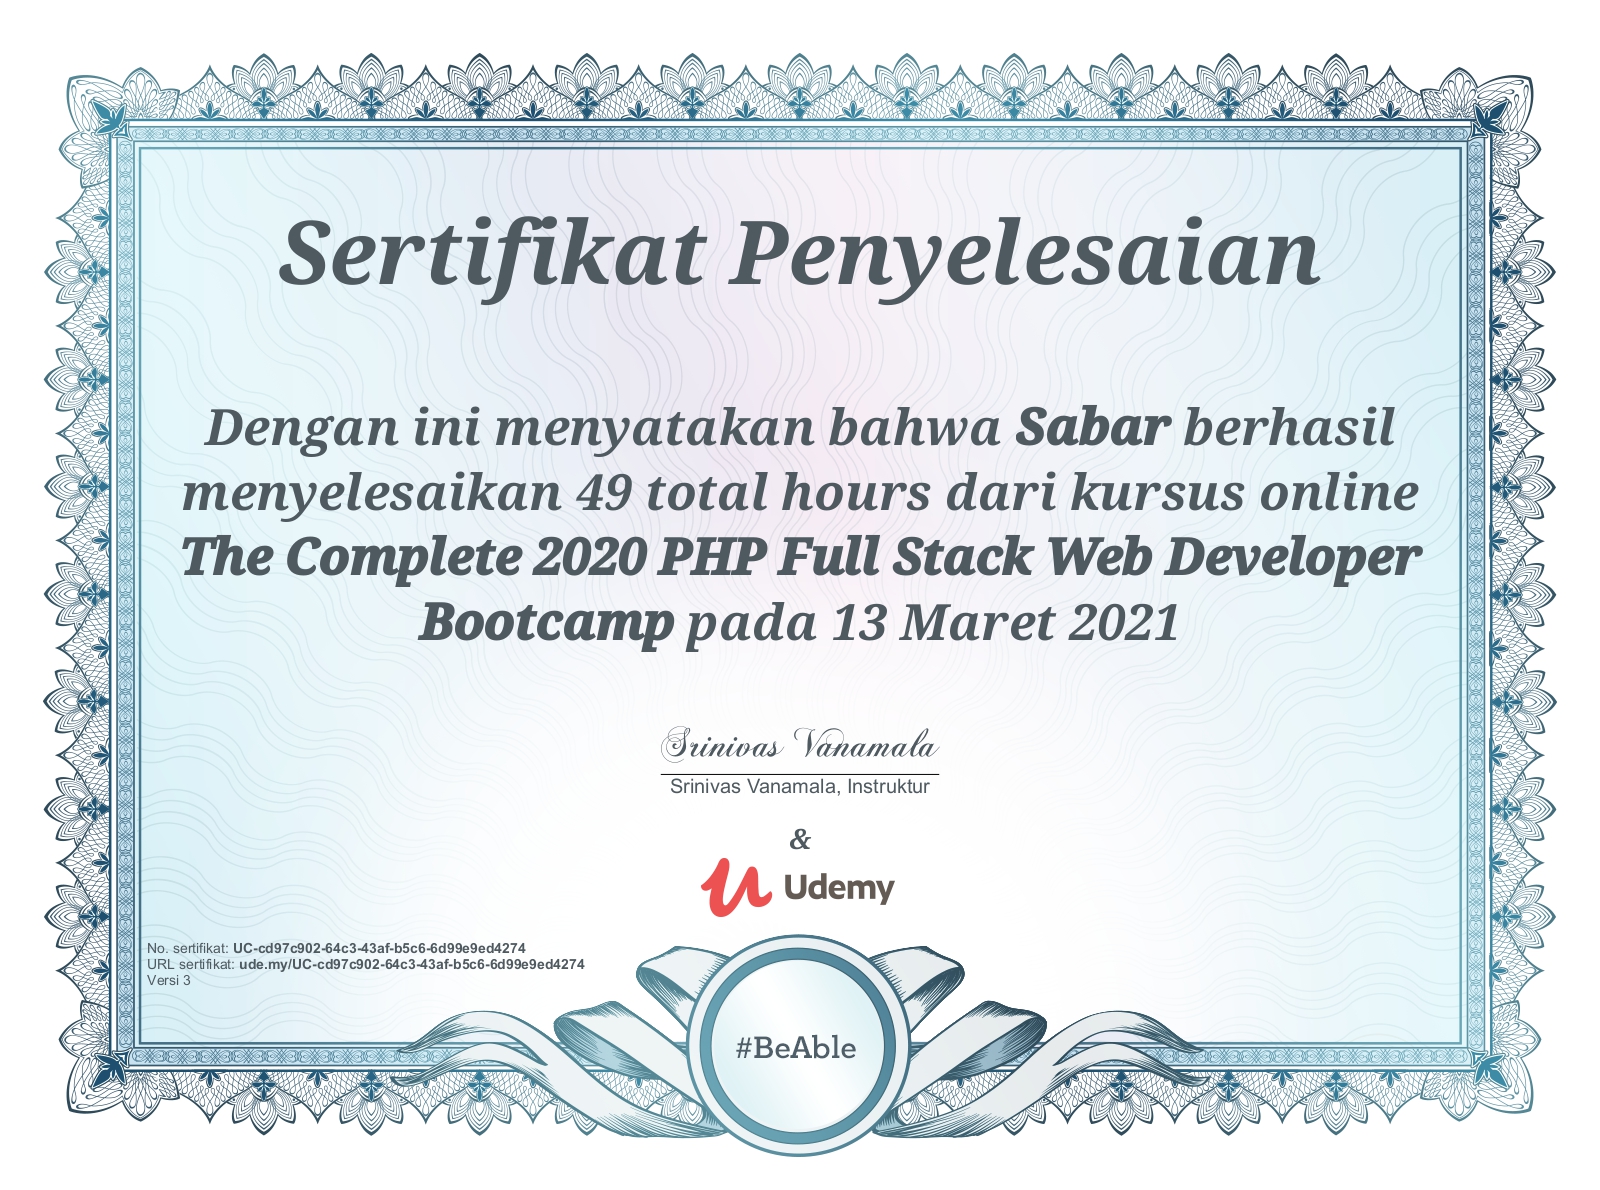 Sertifikat Penyelesaian
Dengan ini menyatakan bahwa Sabar berhasil
menyelesaikan 49 total hours dari kursus online
The Complete 2020 PHP Full Stack Web Developer
Bootcamp pada 13 Maret 2021
Srinivas Vanamala
Srinivas Vanamala, Instruktur
&
Udemy
No. sertifikat: UC-cd97c902-64c3-43af-b5c6-6d99e9ed4274
URL sertifikat: ude.my/UC-cd97c902-64c3-43af-b5c6-6d99e9ed4274
Versi 3
#BeAble